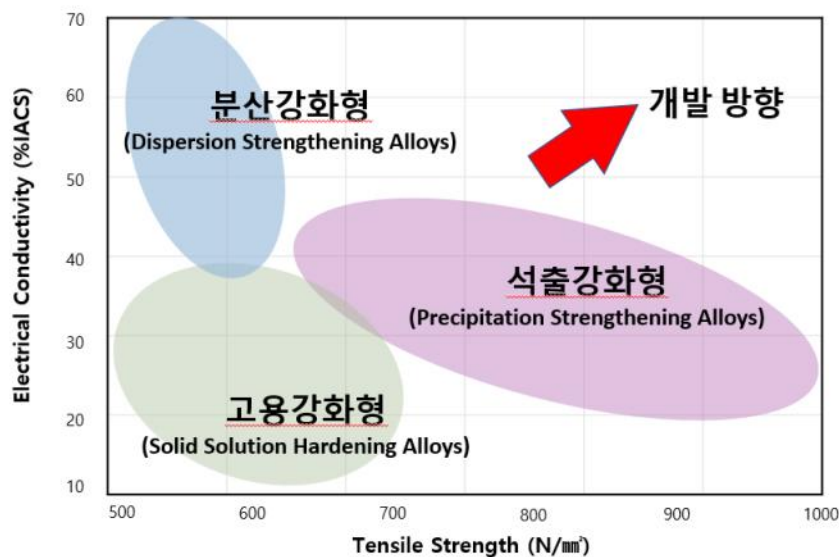 70
60
50
40
30
20
10
Electrical Conductivity (%IACS)
분산강화형
(Dispersion Strengthening Alloys)
개발 방향
석출강화형
(Precipitation Strengthening Alloys)
고용강화형
(Solid Solution Hardening Alloys)
500 600 700 800 900 1000
Tensile Strength (N/㎟)